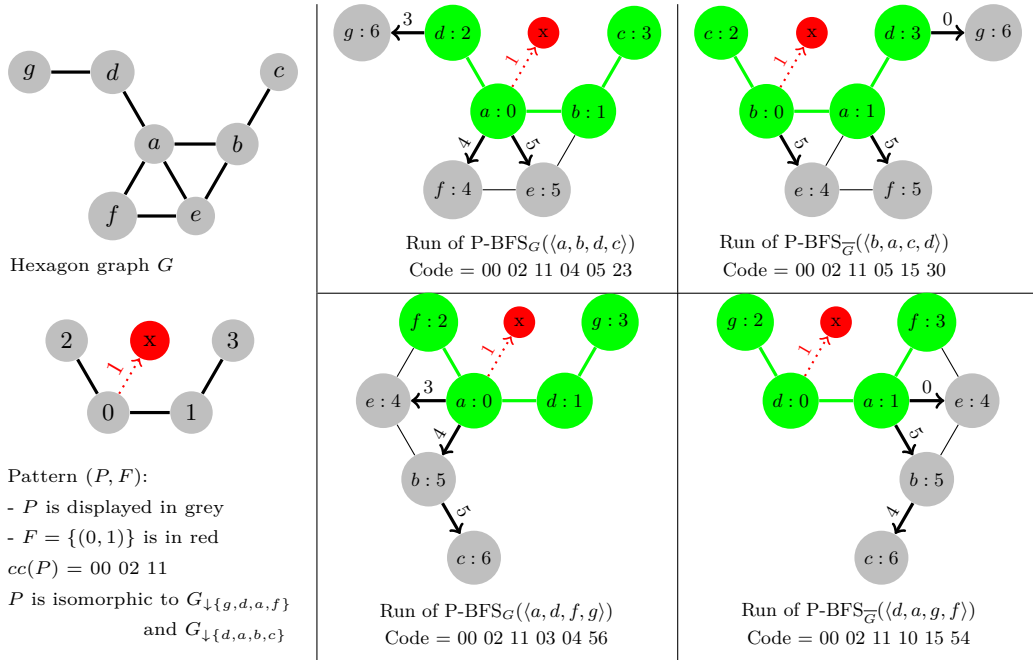 g
d
c
a
b
f
e
Hexagon graph G
2
x
3
1
0
1
Pattern (P, F):
- P is displayed in grey
- F = {(0, 1)} is in red
cc(P) = 00 02 11
P is isomorphic to G↓{g,d,a,f}
and G↓{d,a,b,c}
g : 6
3
d : 2
x
c : 3
1
a : 0
b : 1
4
5
f : 4
e : 5
Run of P-BFS_G(⟨a, b, d, c⟩)
Code = 00 02 11 04 05 23
c : 2
x
d : 3
0
g : 6
1
b : 0
a : 1
5
5
e : 4
f : 5
Run of P-BFS_G̅(⟨b, a, c, d⟩)
Code = 00 02 11 05 15 30
f : 2
x
g : 3
1
e : 4
3
a : 0
d : 1
4
b : 5
5
c : 6
Run of P-BFS_G(⟨a, d, f, g⟩)
Code = 00 02 11 03 04 56
g : 2
x
f : 3
1
d : 0
a : 1
0
e : 4
5
b : 5
4
c : 6
Run of P-BFS_G̅(⟨d, a, g, f⟩)
Code = 00 02 11 10 15 54